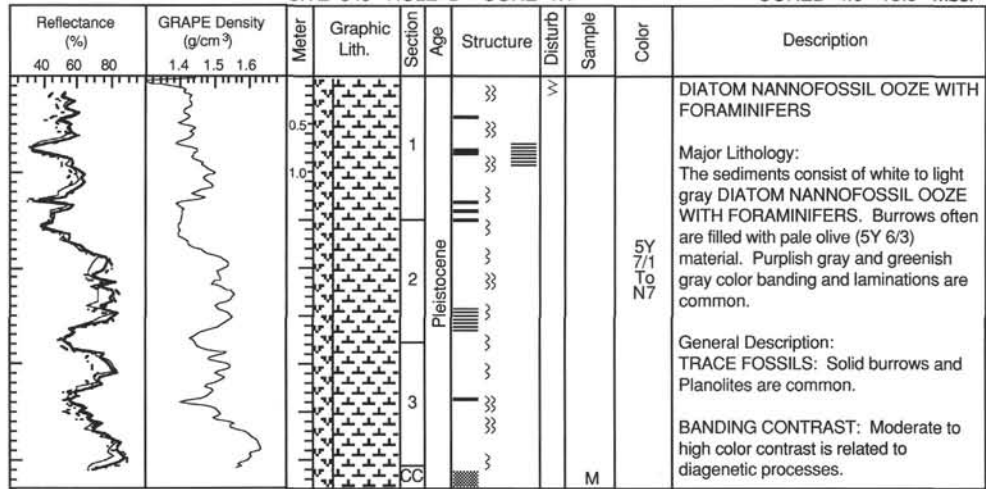 Reflectance
(%)
GRAPE Density
(g/cm³)
Meter
Graphic
Lith.
Section
Age
Structure
Disturb
Sample
Color
Description
40 60 80
1.4 1.5 1.6
0.5
1.0
1
2
3
CC
Pleistocene
M
5Y
7/1
To
N7
DIATOM NANNOFOSSIL OOZE WITH
FORAMINIFERS
Major Lithology:
The sediments consist of white to light
gray DIATOM NANNOFOSSIL OOZE
WITH FORAMINIFERS. Burrows often
are filled with pale olive (5Y 6/3)
material. Purplish gray and greenish
gray color banding and laminations are
common.
General Description:
TRACE FOSSILS: Solid burrows and
Planolites are common.
BANDING CONTRAST: Moderate to
high color contrast is related to
diagenetic processes.